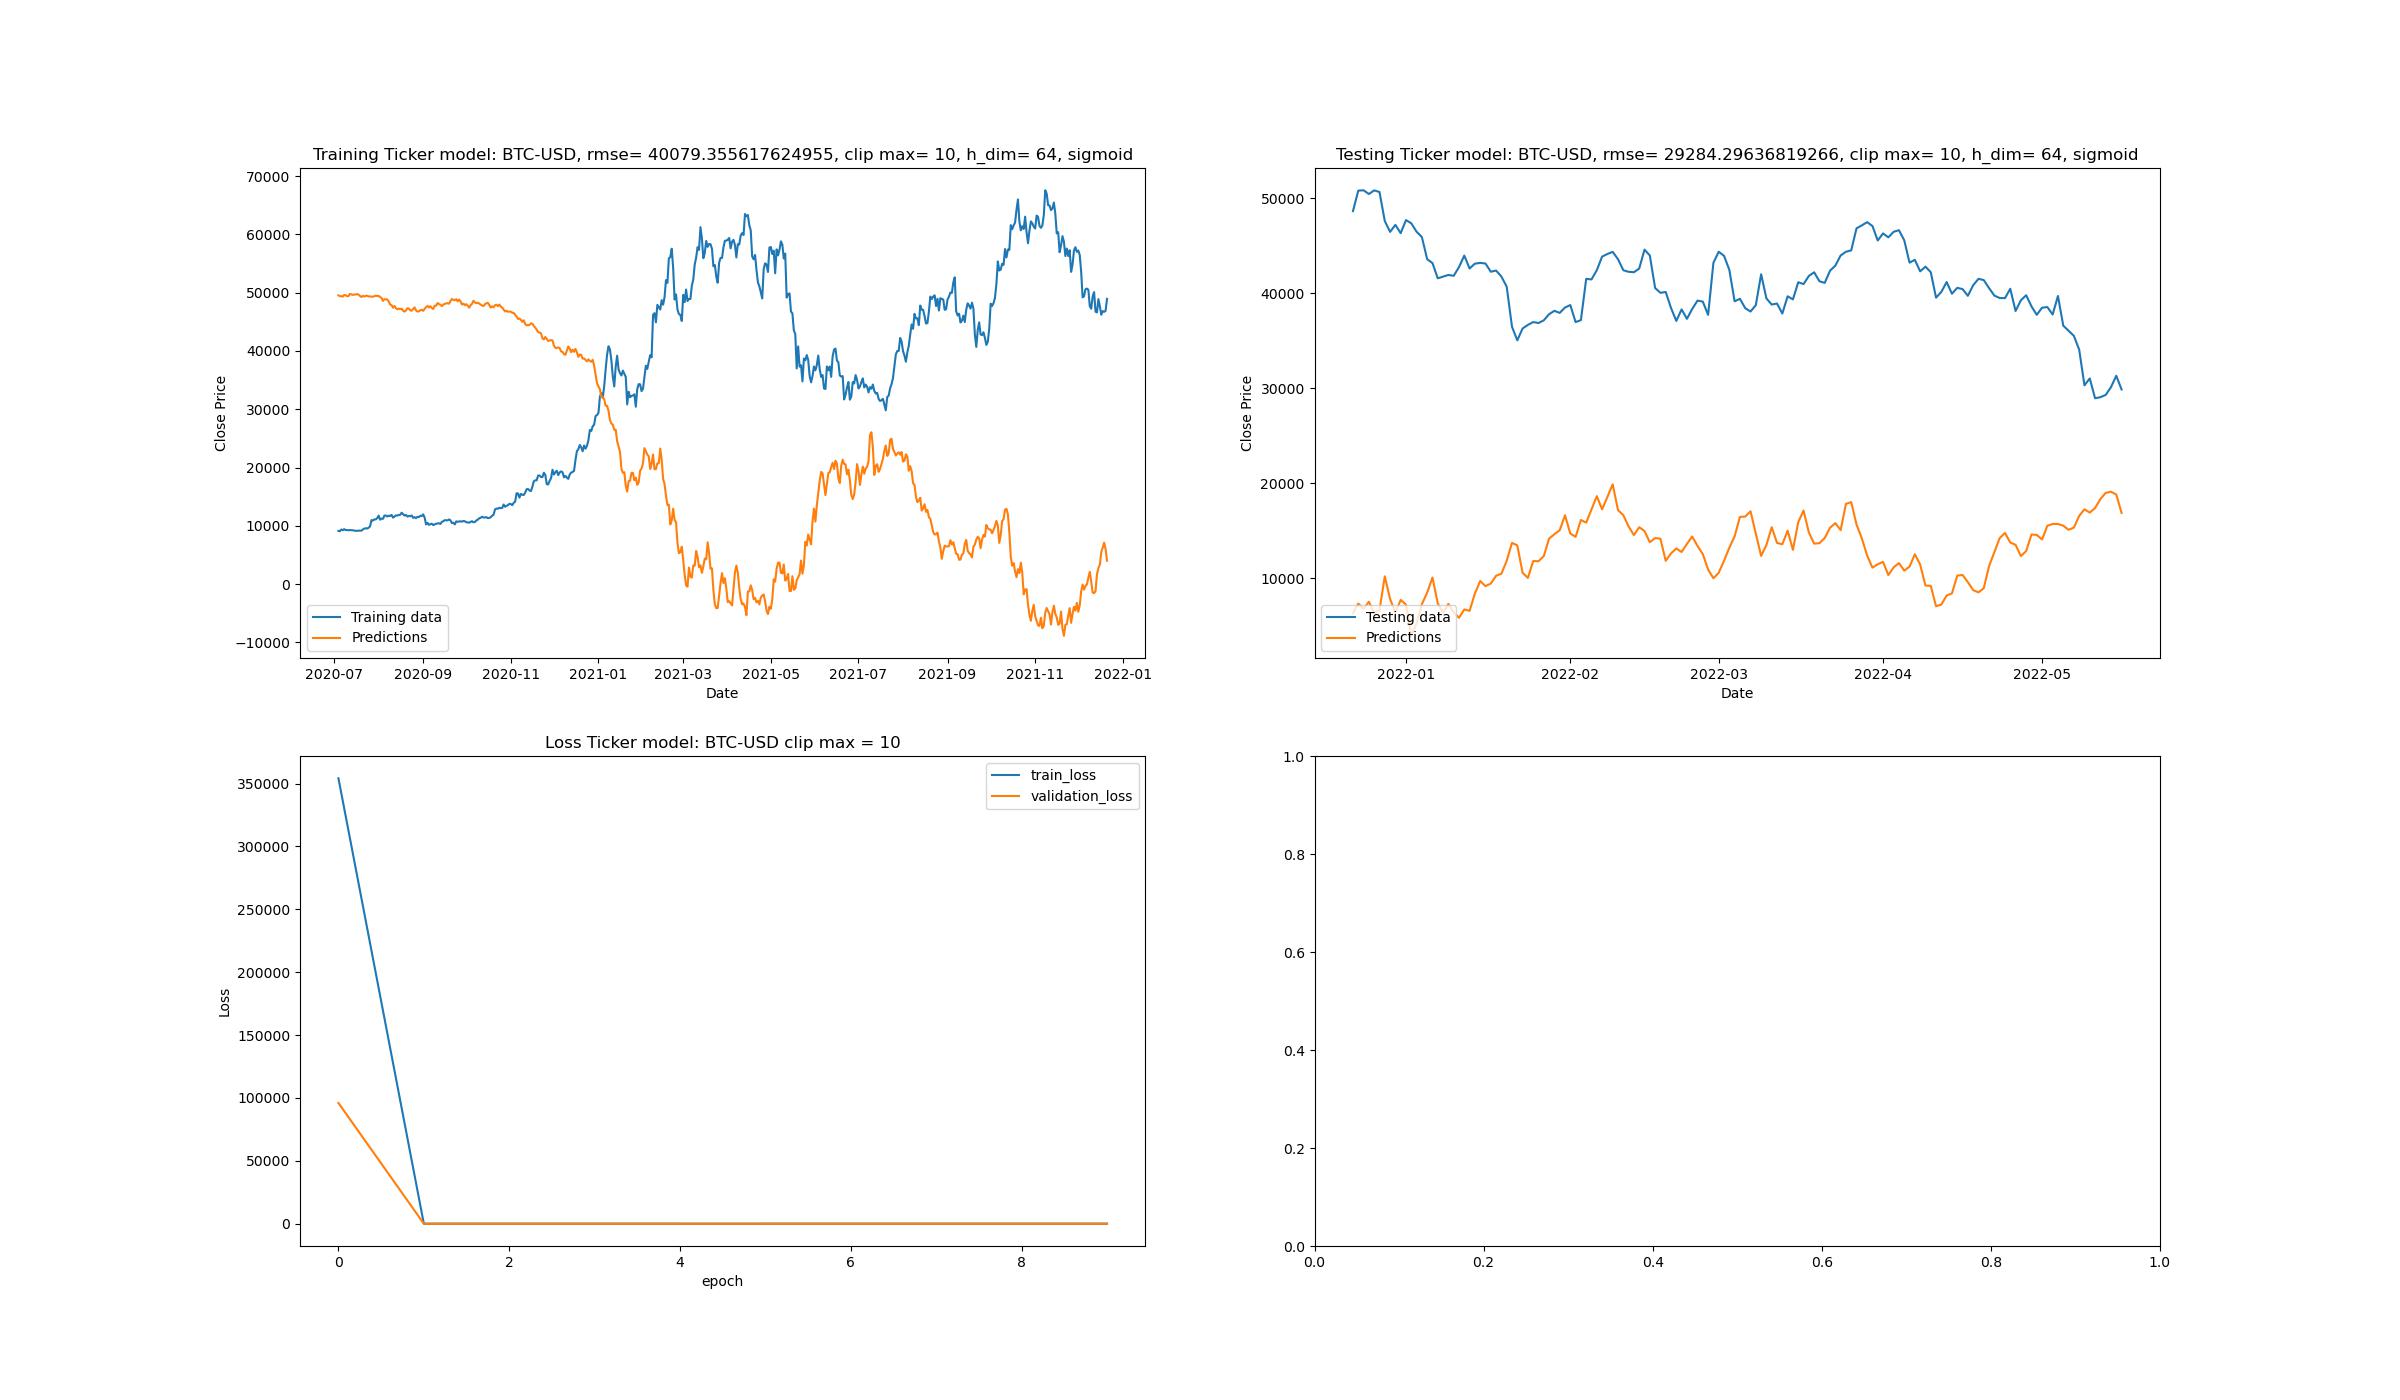 Training Ticker model: BTC-USD, rmse= 40079.355617624955, clip max= 10, h_dim= 64, sigmoid
70000
60000
50000
40000
30000
20000
10000
0
−10000
Close Price
Training data
Predictions
2020-07 2020-09 2020-11 2021-01 2021-03 2021-05 2021-07 2021-09 2021-11 2022-01
Date
Testing Ticker model: BTC-USD, rmse= 29284.29636819266, clip max= 10, h_dim= 64, sigmoid
50000
40000
30000
20000
10000
Close Price
Testing data
Predictions
2022-01 2022-02 2022-03 2022-04 2022-05
Date
Loss Ticker model: BTC-USD clip max = 10
350000
300000
250000
200000
150000
100000
50000
0
Loss
train_loss
validation_loss
0 2 4 6 8
epoch
1.0
0.8
0.6
0.4
0.2
0.0
0.0 0.2 0.4 0.6 0.8 1.0